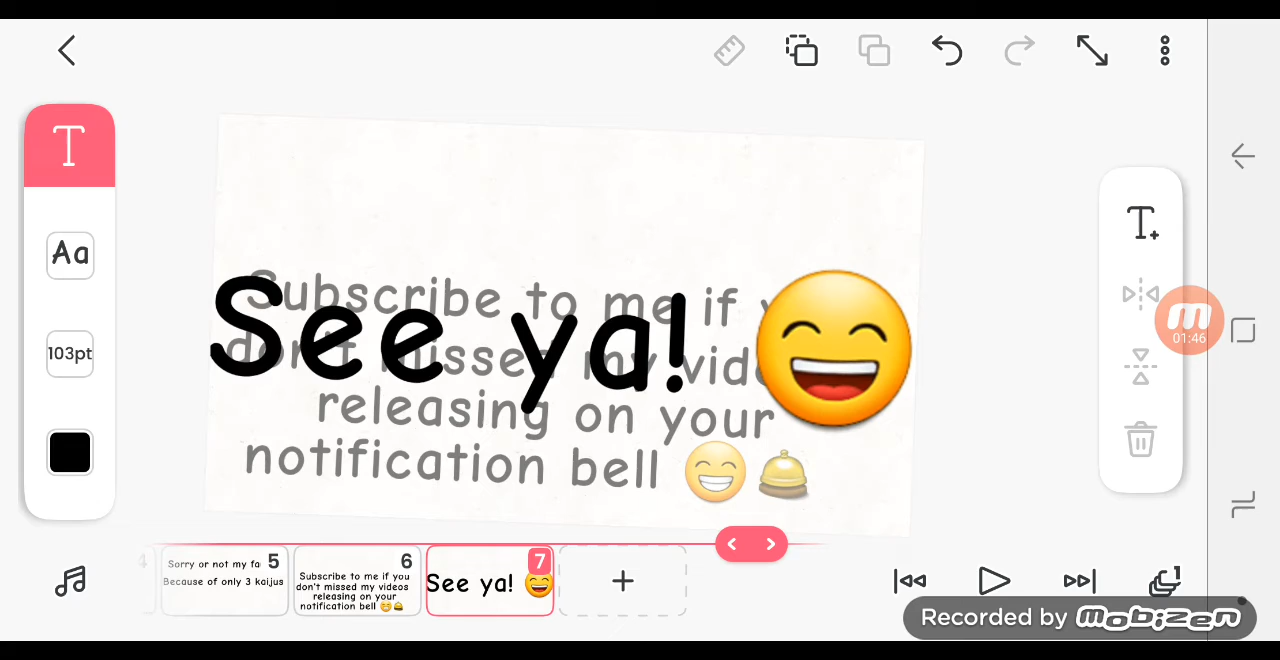 T
Aa
103pt
Subscribe to me if
don't missed my
releasing on your
notification bell 😁🛎️
See ya! 😄
T+
01:46
4
Sorry or not my fa 5
Because of only 3 kaijus
6
Subscribe to me if you
don't missed my videos
releasing on your
notification bell 😁🛎️
7
See ya! 😄
+
1
Recorded by mobizen